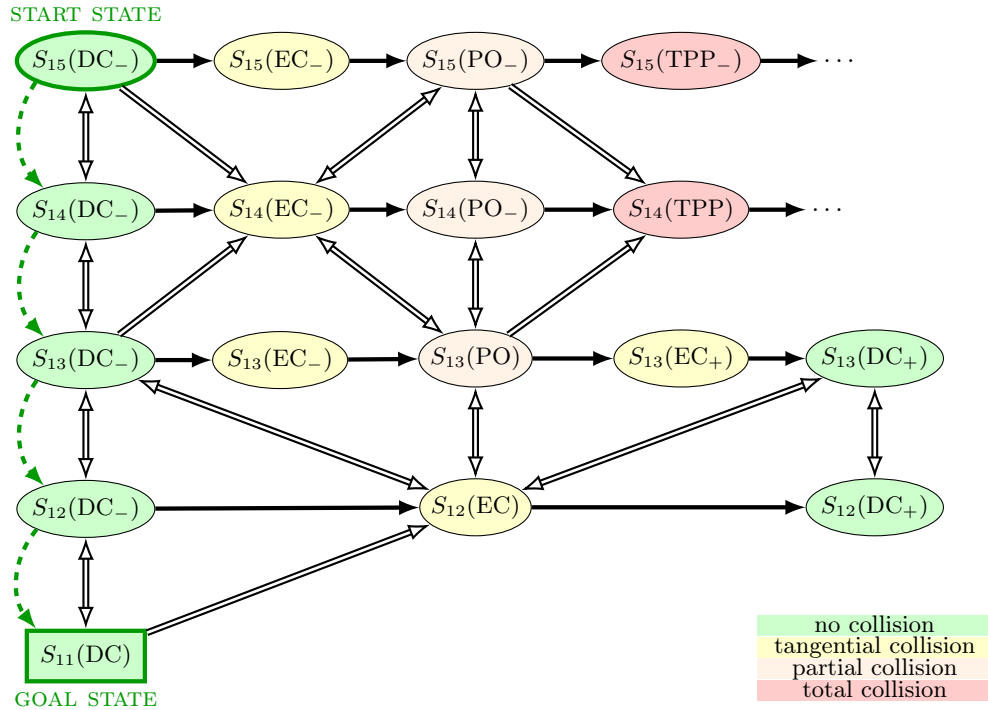 START STATE
S₁₅(DC₋) S₁₅(EC₋) S₁₅(PO₋) S₁₅(TPP₋) ···
S₁₄(DC₋) S₁₄(EC₋) S₁₄(PO₋) S₁₄(TPP) ···
S₁₃(DC₋) S₁₃(EC₋) S₁₃(PO) S₁₃(EC₊) S₁₃(DC₊)
S₁₂(DC₋) S₁₂(EC) S₁₂(DC₊)
S₁₁(DC)
GOAL STATE
no collision
tangential collision
partial collision
total collision